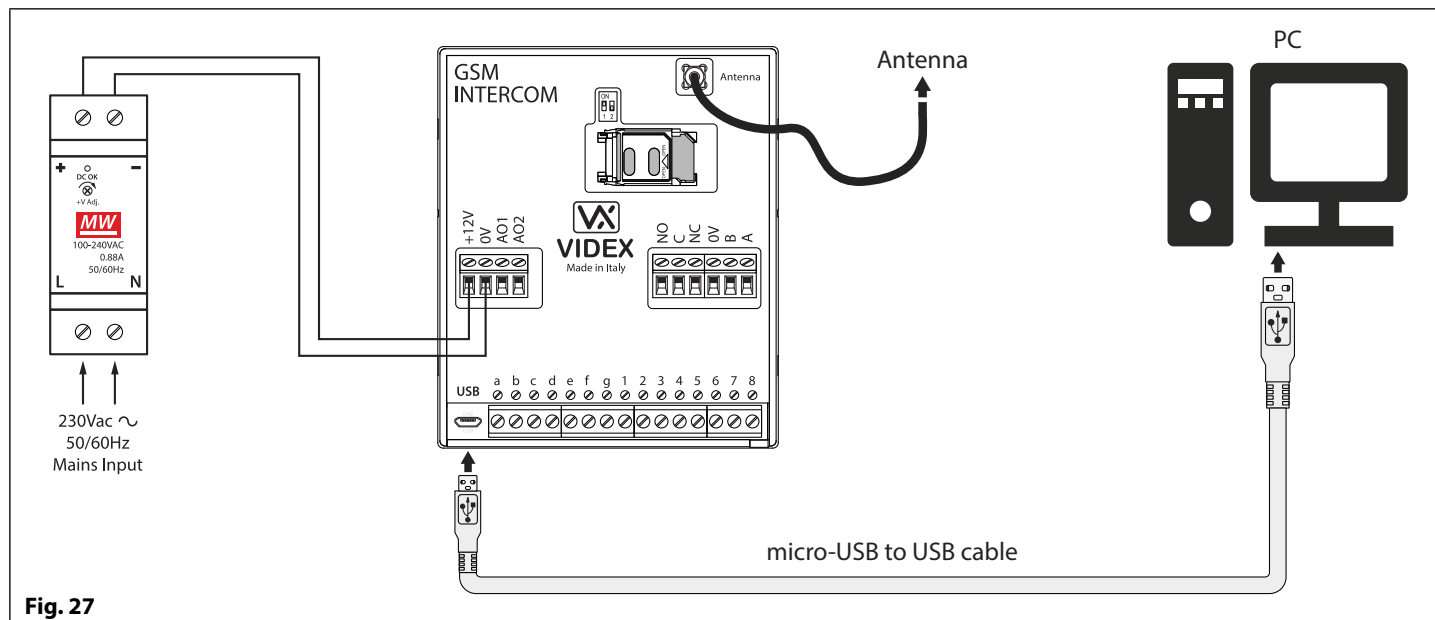 PC
GSM
INTERCOM
Antenna
Antenna
ON
1 2
OPEN OPEN
+ -
DC OK
+V Adj.
MW
100-240VAC
0.88A
50/60Hz
L N
+12V
0V
AO1
AO2
VIDEX
Made in Italy
NO
C
NC
0V
B
A
USB a b c d e f g 1 2 3 4 5 6 7 8
230Vac ∿
50/60Hz
Mains Input
micro-USB to USB cable
Fig. 27